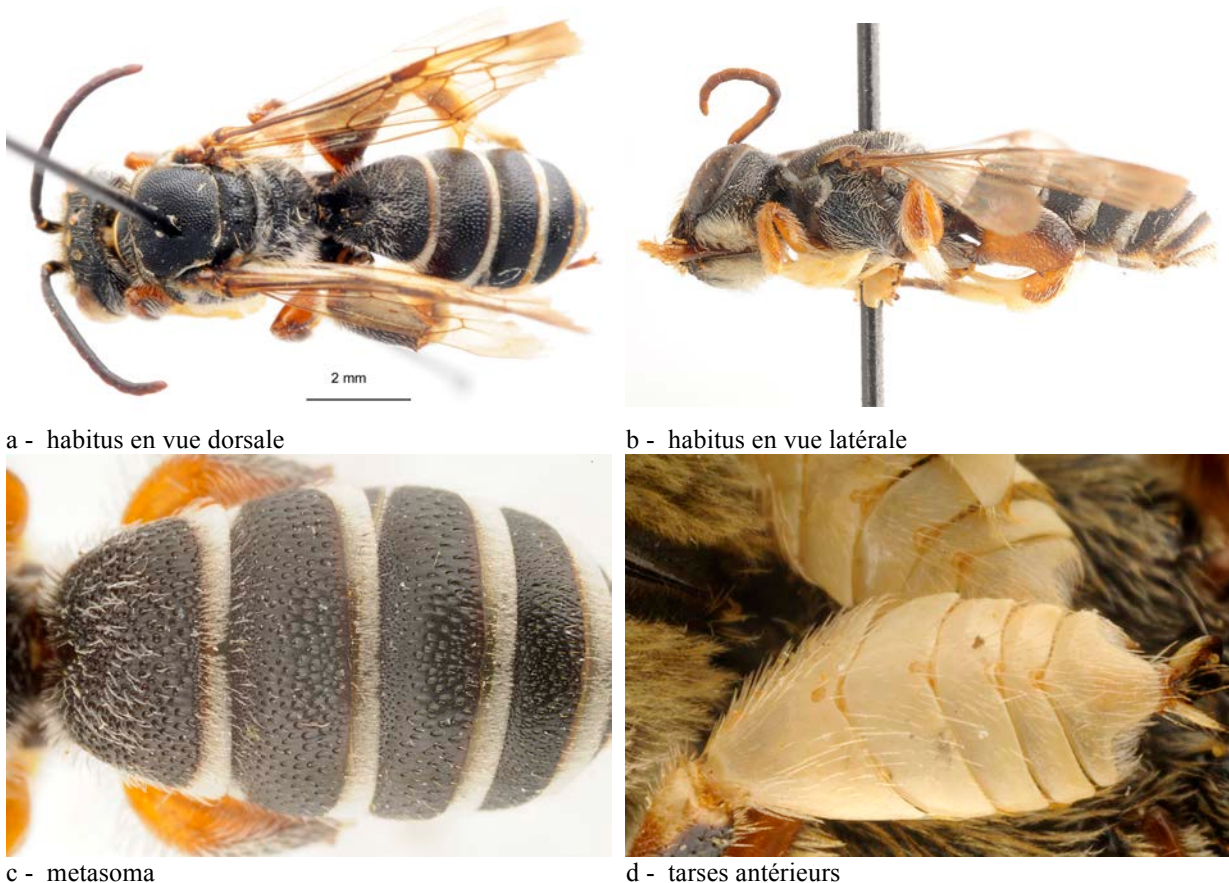 2 mm
a - habitus en vue dorsale
b - habitus en vue latérale
c - metasoma
d - tarses antérieurs